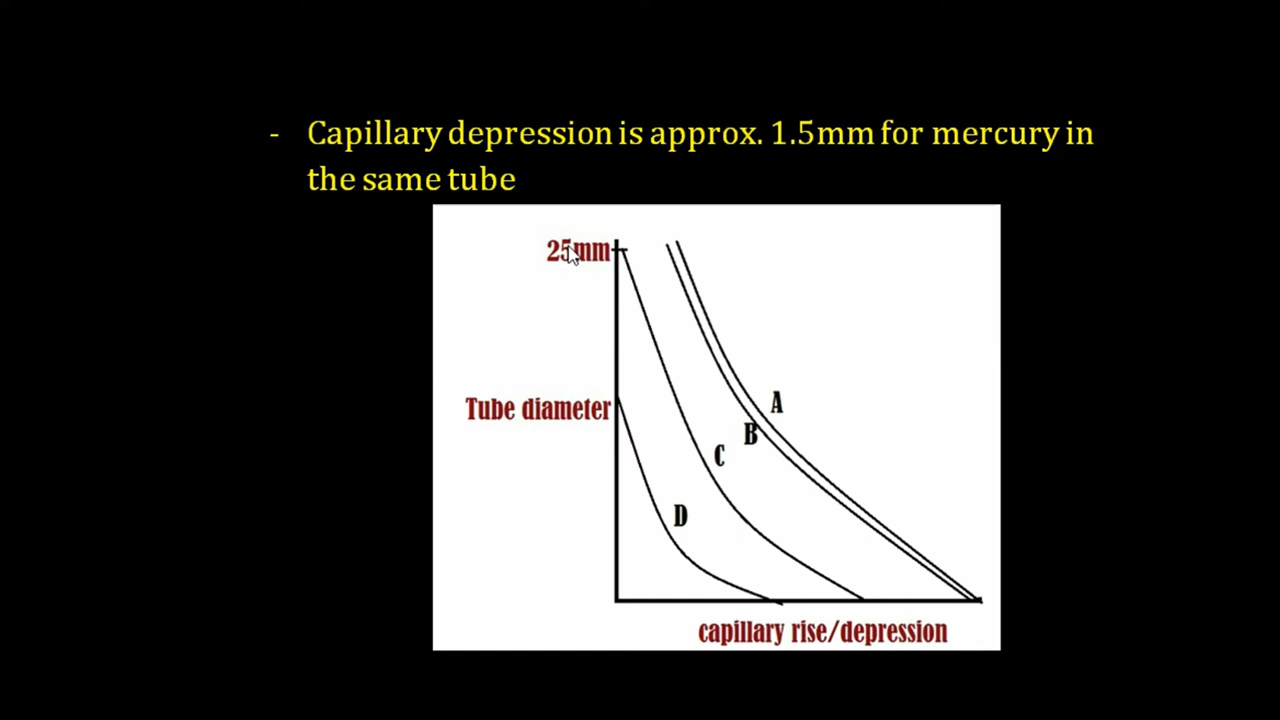 - Capillary depression is approx. 1.5mm for mercury in
the same tube
25mm
A
Tube diameter
B
C
D
capillary rise/depression